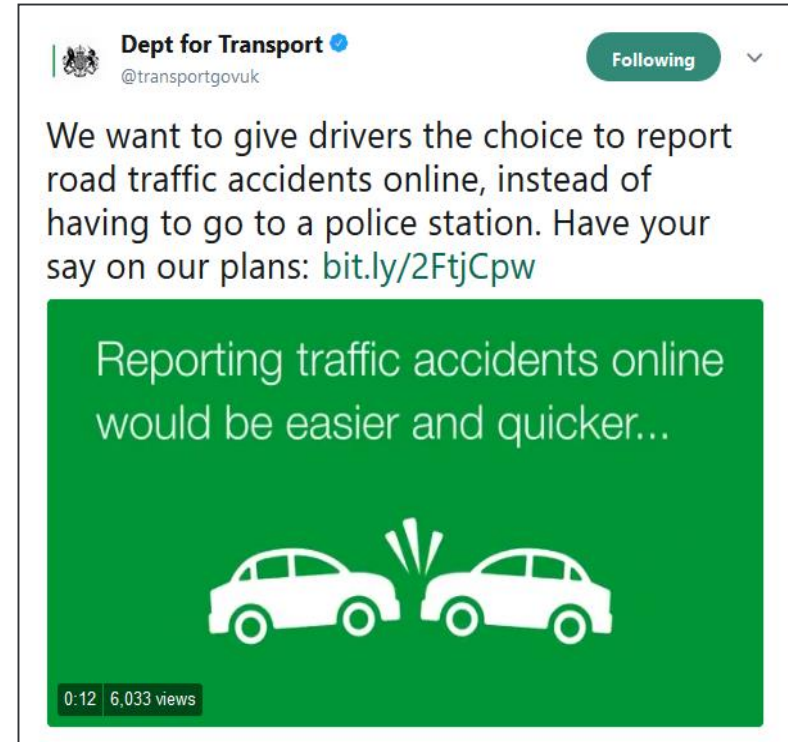 Dept for Transport
@transportgovuk
Following
We want to give drivers the choice to report
road traffic accidents online, instead of
having to go to a police station. Have your
say on our plans: bit.ly/2FtjCpw
Reporting traffic accidents online
would be easier and quicker...
0:12 6,033 views